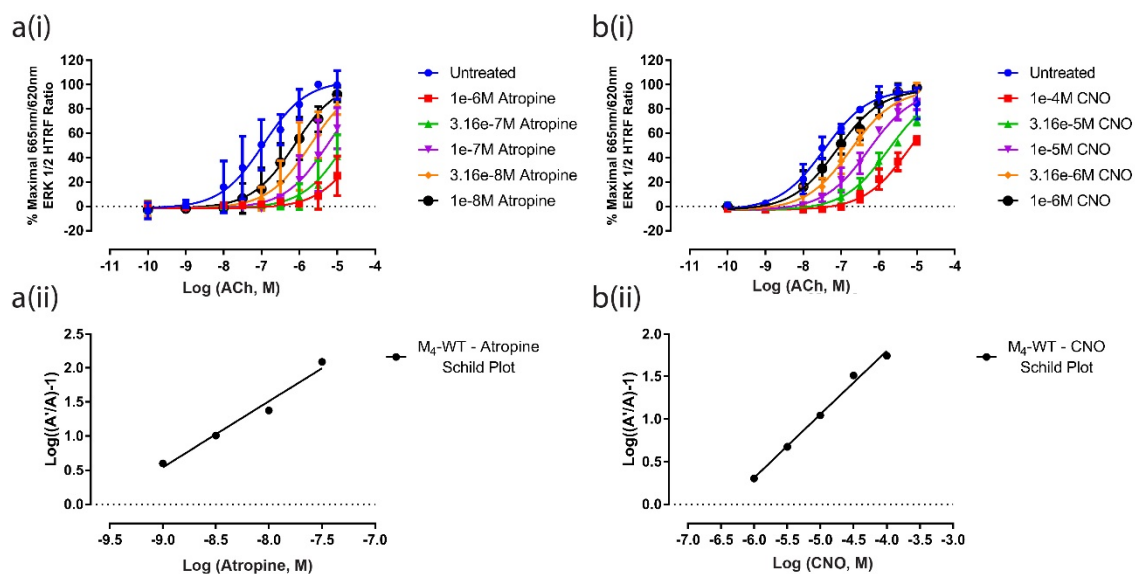 a(i)
% Maximal 665nm/620nm
ERK 1/2 HTRF Ratio
120
100
80
60
40
20
0
-20
-11 -10 -9 -8 -7 -6 -5 -4
Log (ACh, M)
Untreated
1e-6M Atropine
3.16e-7M Atropine
1e-7M Atropine
3.16e-8M Atropine
1e-8M Atropine
b(i)
% Maximal 665nm/620nm
ERK 1/2 HTRF Ratio
120
100
80
60
40
20
0
-20
-11 -10 -9 -8 -7 -6 -5 -4
Log (ACh, M)
Untreated
1e-4M CNO
3.16e-5M CNO
1e-5M CNO
3.16e-6M CNO
1e-6M CNO
a(ii)
Log((A'/A)-1)
2.5
2.0
1.5
1.0
0.5
0.0
-9.5 -9.0 -8.5 -8.0 -7.5 -7.0
Log (Atropine, M)
M₄-WT - Atropine
Schild Plot
b(ii)
Log((A'/A)-1)
2.0
1.5
1.0
0.5
0.0
-7.0 -6.5 -6.0 -5.5 -5.0 -4.5 -4.0 -3.5 -3.0
Log (CNO, M)
M₄-WT - CNO
Schild Plot